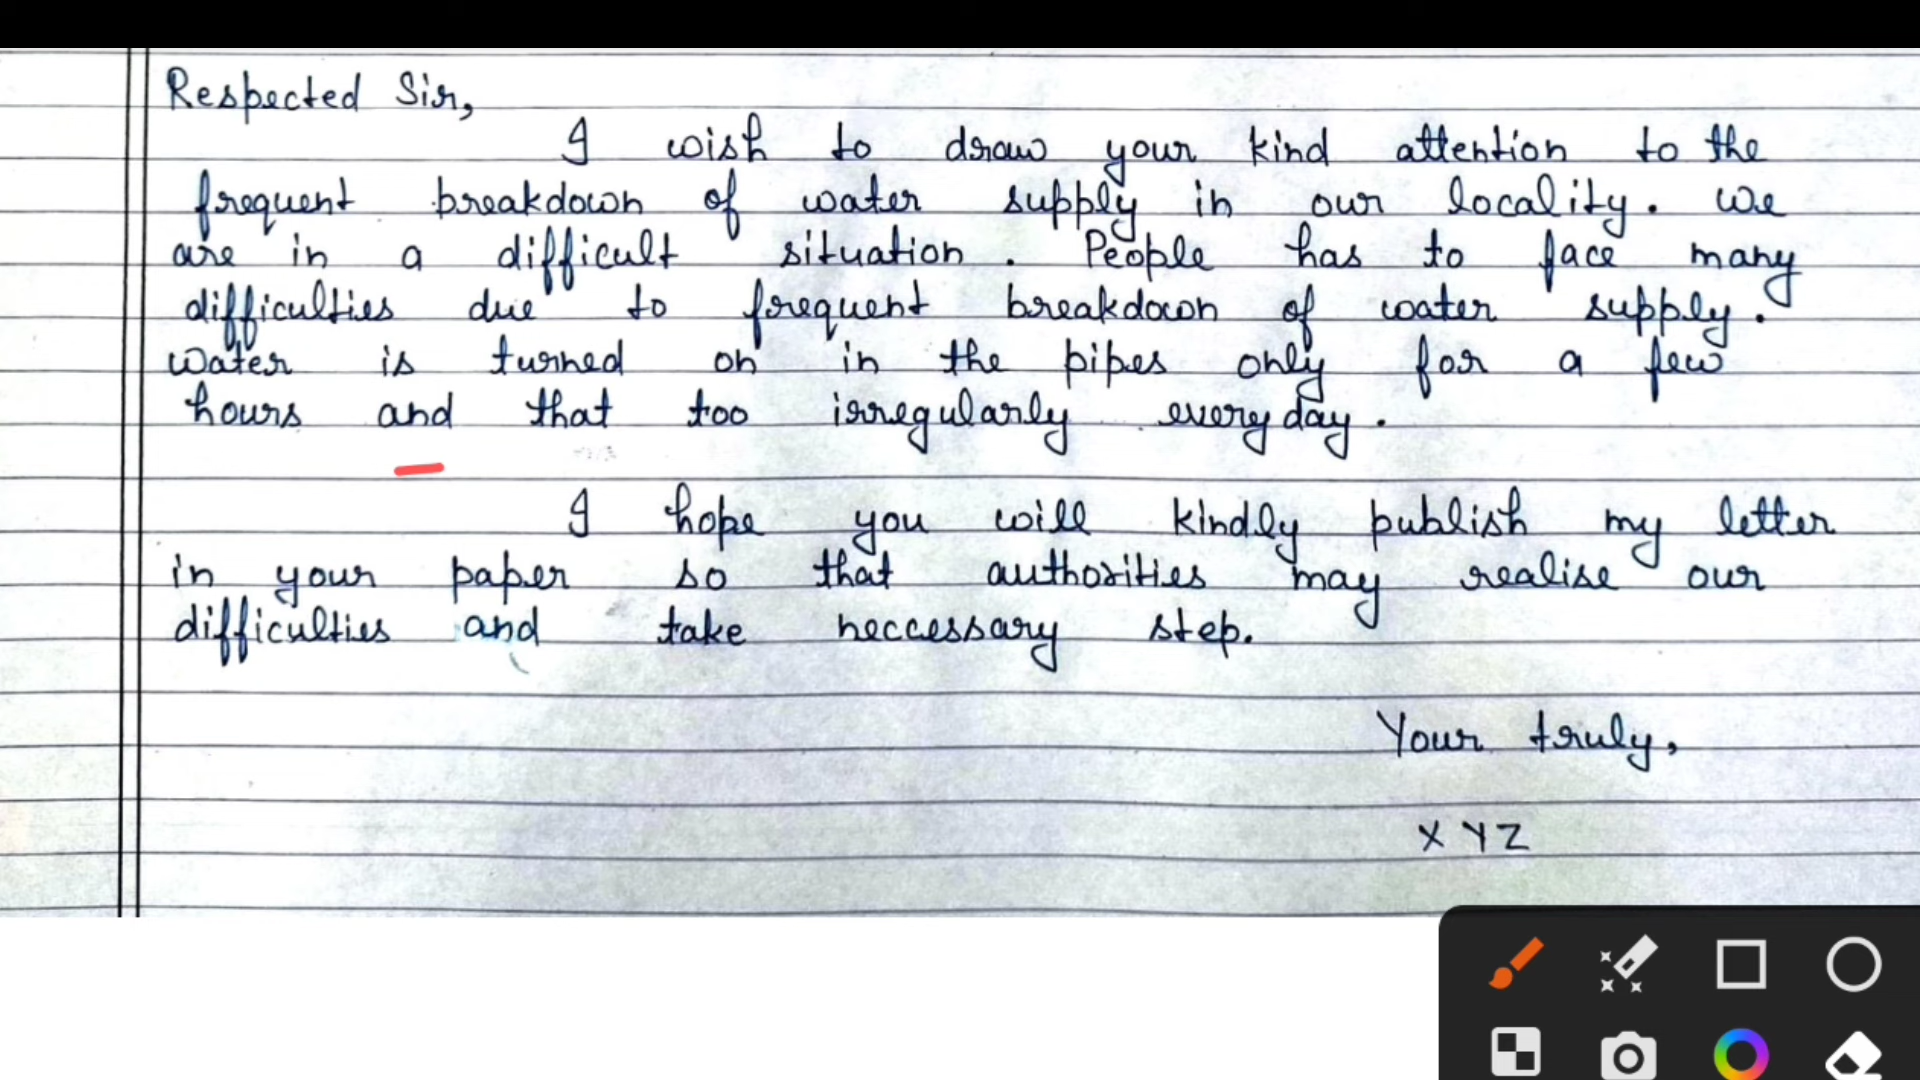 Respected Sir,
I wish to draw your kind attention to the
frequent breakdown of water supply in our locality. We
are in a difficult situation. People has to face many
difficulties due to frequent breakdown of water supply.
Water is turned on in the pipes only for a few
hours and that too irregularly everyday.
I hope you will kindly publish my letter
in your paper so that authorities may realise our
difficulties and take neccessary step.
Your truly,
XYZ